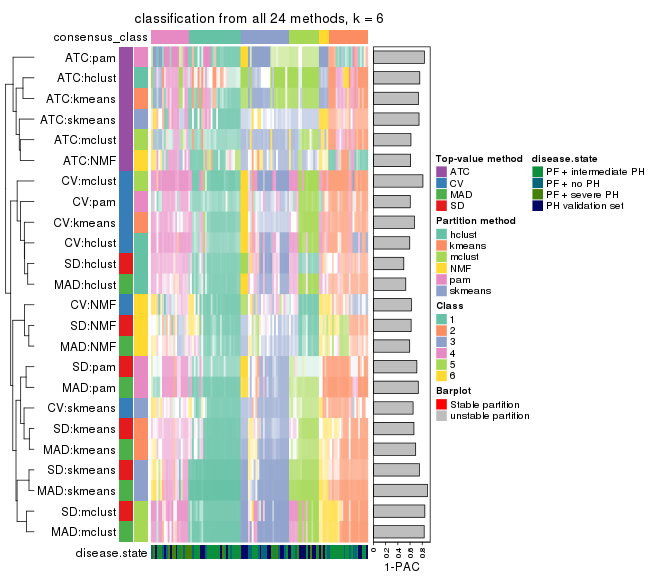 classification from all 24 methods, k = 6
consensus_class
ATC:pam
ATC:hclust
ATC:kmeans
ATC:skmeans
ATC:mclust
ATC:NMF
CV:mclust
CV:pam
CV:kmeans
CV:hclust
SD:hclust
MAD:hclust
CV:NMF
SD:NMF
MAD:NMF
SD:pam
MAD:pam
CV:skmeans
SD:kmeans
MAD:kmeans
SD:skmeans
MAD:skmeans
SD:mclust
MAD:mclust
disease.state
0 0.2 0.4 0.6 0.8
1-PAC
Top-value method
ATC
CV
MAD
SD
Partition method
hclust
kmeans
mclust
NMF
pam
skmeans
Class
1
2
3
4
5
6
Barplot
Stable partition
unstable partition
disease.state
PF + intermediate PH
PF + no PH
PF + severe PH
PH validation set